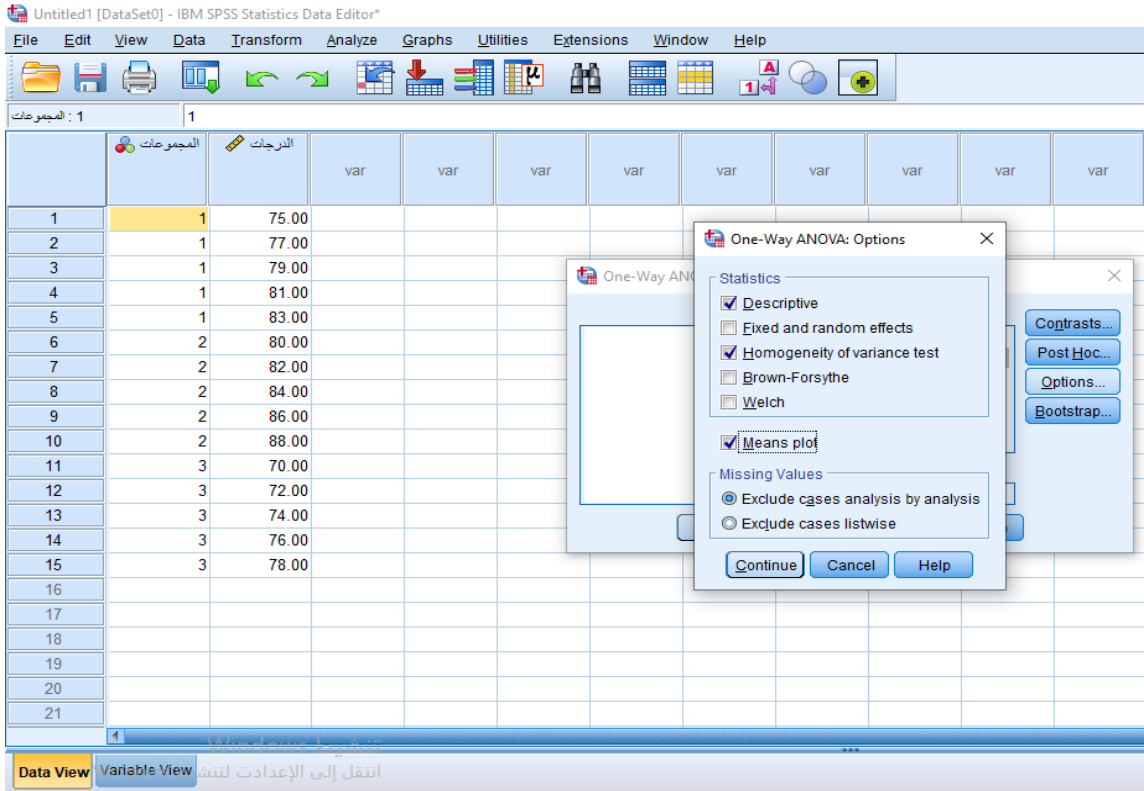 Untitled1 [DataSet0] - IBM SPSS Statistics Data Editor*
File Edit View Data Transform Analyze Graphs Utilities Extensions Window Help
1 : المجموعات 1
المجموعات الدرجات var var var var var var var var var
1 1 75.00
2 1 77.00
3 1 79.00
4 1 81.00
5 1 83.00
6 2 80.00
7 2 82.00
8 2 84.00
9 2 86.00
10 2 88.00
11 3 70.00
12 3 72.00
13 3 74.00
14 3 76.00
15 3 78.00
16
17
18
19
20
21
One-Way ANO
Contrasts...
Post Hoc...
Options...
Bootstrap...
One-Way ANOVA: Options
Statistics
Descriptive
Fixed and random effects
Homogeneity of variance test
Brown-Forsythe
Welch
Means plot
Missing Values
Exclude cases analysis by analysis
Exclude cases listwise
Continue Cancel Help
تنشيط Windows
انتقل إلى الإعدادت لتنش
Data View Variable View